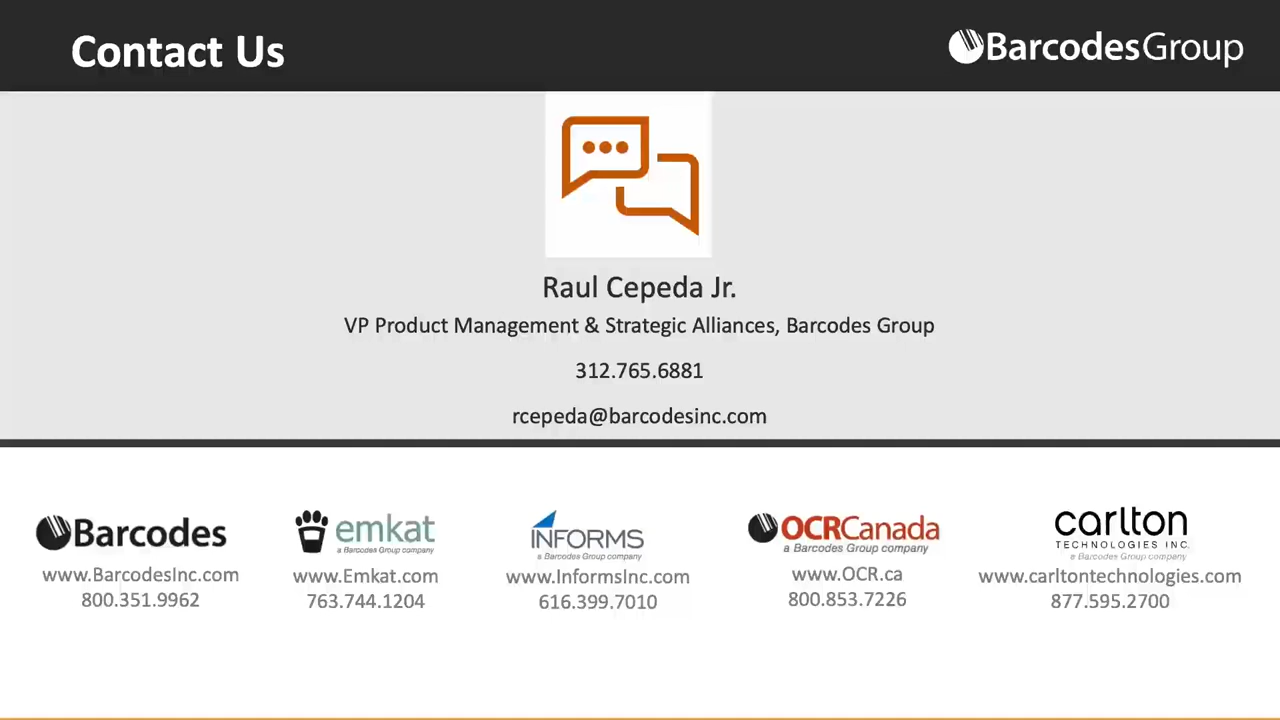 Contact Us
BarcodesGroup
Raul Cepeda Jr.
VP Product Management & Strategic Alliances, Barcodes Group
312.765.6881
rcepeda@barcodesinc.com
Barcodes
www.BarcodesInc.com
800.351.9962
emkat
a Barcodes Group company
www.Emkat.com
763.744.1204
INFORMS
a Barcodes Group company
www.InformsInc.com
616.399.7010
OCRCanada
a Barcodes Group company
www.OCR.ca
800.853.7226
carlton
TECHNOLOGIES INC.
a Barcodes Group company
www.carltontechnologies.com
877.595.2700